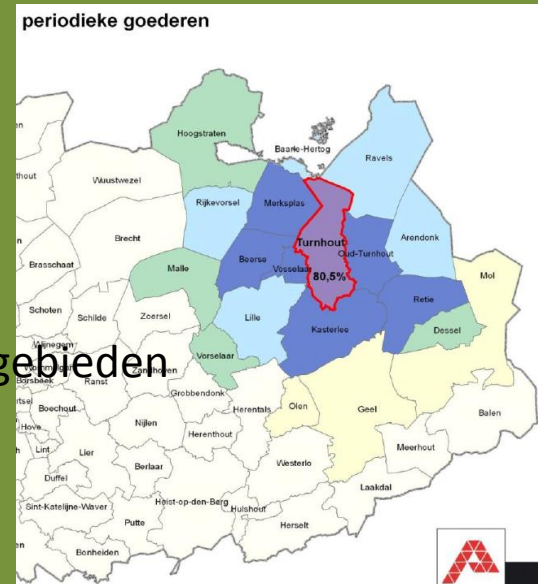 periodieke goederen
Hoogstraten
Baarle-Hertog
Ravels
Wuustwezel
Rijkevorsel
Merksplas
Brecht
Turnhout
Oud-Turnhout
Arendonk
Beerse
Vosselaar
80,5%
Brasschaat
Malle
Mol
Retie
Schoten
Schilde
Zoersel
Lille
Kasterlee
Dessel
Wijnegem
gebieden
Vorselaar
Borsbeek
Ranst
Zandhoven
Grobbendonk
Boechout
Herentals
Olen
Geel
Balen
Hove
Nijlen
Herenthout
Meerhout
Lint
Lier
Berlaar
Westerlo
Duffel
Laakdal
Sint-Katelijne-Waver
Heist-op-den-Berg
Hulshout
Putte
Herselt
Bonheiden